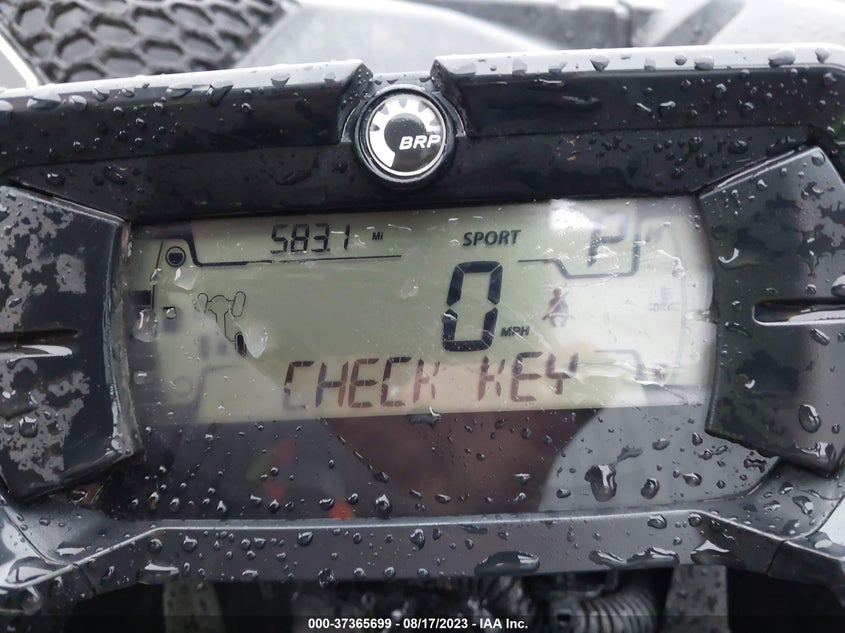 BRP
583.1 MI
SPORT
P
0 MPH
CHECK KEY
000-37365699 - 08/17/2023 - IAA Inc.